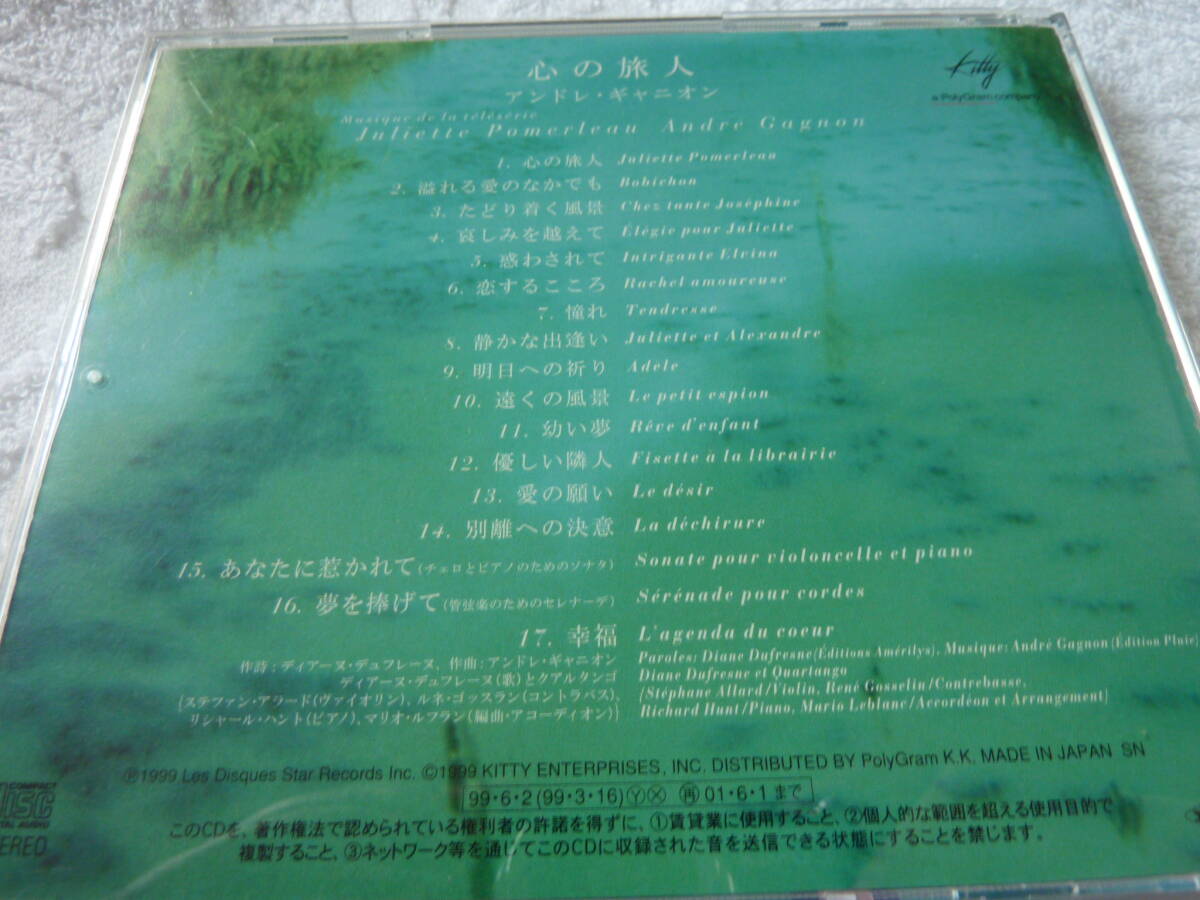 心の旅人
アンドレ・ギャニオン
Kitty
a PolyGram company
Musique de la télésérie
Juliette Pomerleau André Gagnon
1. 心の旅人 Juliette Pomerleau
2. 溢れる愛のなかでも Bobichon
3. たどり着く風景 Chez tante Joséphine
4. 哀しみを越えて Élégie pour Juliette
5. 惑わされて Intrigante Elvina
6. 恋するこころ Rachel amoureuse
7. 憧れ Tendresse
8. 静かな出逢い Juliette et Alexandre
9. 明日への祈り Adèle
10. 遠くの風景 Le petit espion
11. 幼い夢 Rêve d'enfant
12. 優しい隣人 Fisette à la librairie
13. 愛の願い Le désir
14. 別離への決意 La déchirure
15. あなたに惹かれて(チェロとピアノのためのソナタ) Sonate pour violoncelle et piano
16. 夢を捧げて(管弦楽のためのセレナーデ) Sérénade pour cordes
17. 幸福 L'agenda du coeur
作詩:ディアーヌ・デュフレーヌ、作曲:アンドレ・ギャニオン
ディアーヌ・デュフレーヌ(歌)とクアルタンゴ
[ステファン・アラード(ヴァイオリン)、ルネ・ゴッスラン(コントラバス)、
リシャール・ハント(ピアノ)、マリオ・ルフラン(編曲・アコーディオン)]
Paroles: Diane Dufresne(Éditions Amérilys), Musique: André Gagnon(Édition Pluie)
Diane Dufresne et Quartango
[Stéphane Allard/Violin, René Gosselin/Contrebasse,
Richard Hunt/Piano, Mario Leblanc/Accordéon et Arrangement]
℗1999 Les Disques Star Records Inc. ©1999 KITTY ENTERPRISES, INC. DISTRIBUTED BY PolyGram K.K. MADE IN JAPAN SN
99・6・2(99・3・16)Ⓨ Ⓧ 再01・6・1まで
COMPACT
disc
DIGITAL AUDIO
STEREO
このCDを、著作権法で認められている権利者の許諾を得ずに、①賃貸業に使用すること、②個人的な範囲を超える使用目的で
複製すること、③ネットワーク等を通じてこのCDに収録された音を送信できる状態にすることを禁じます。